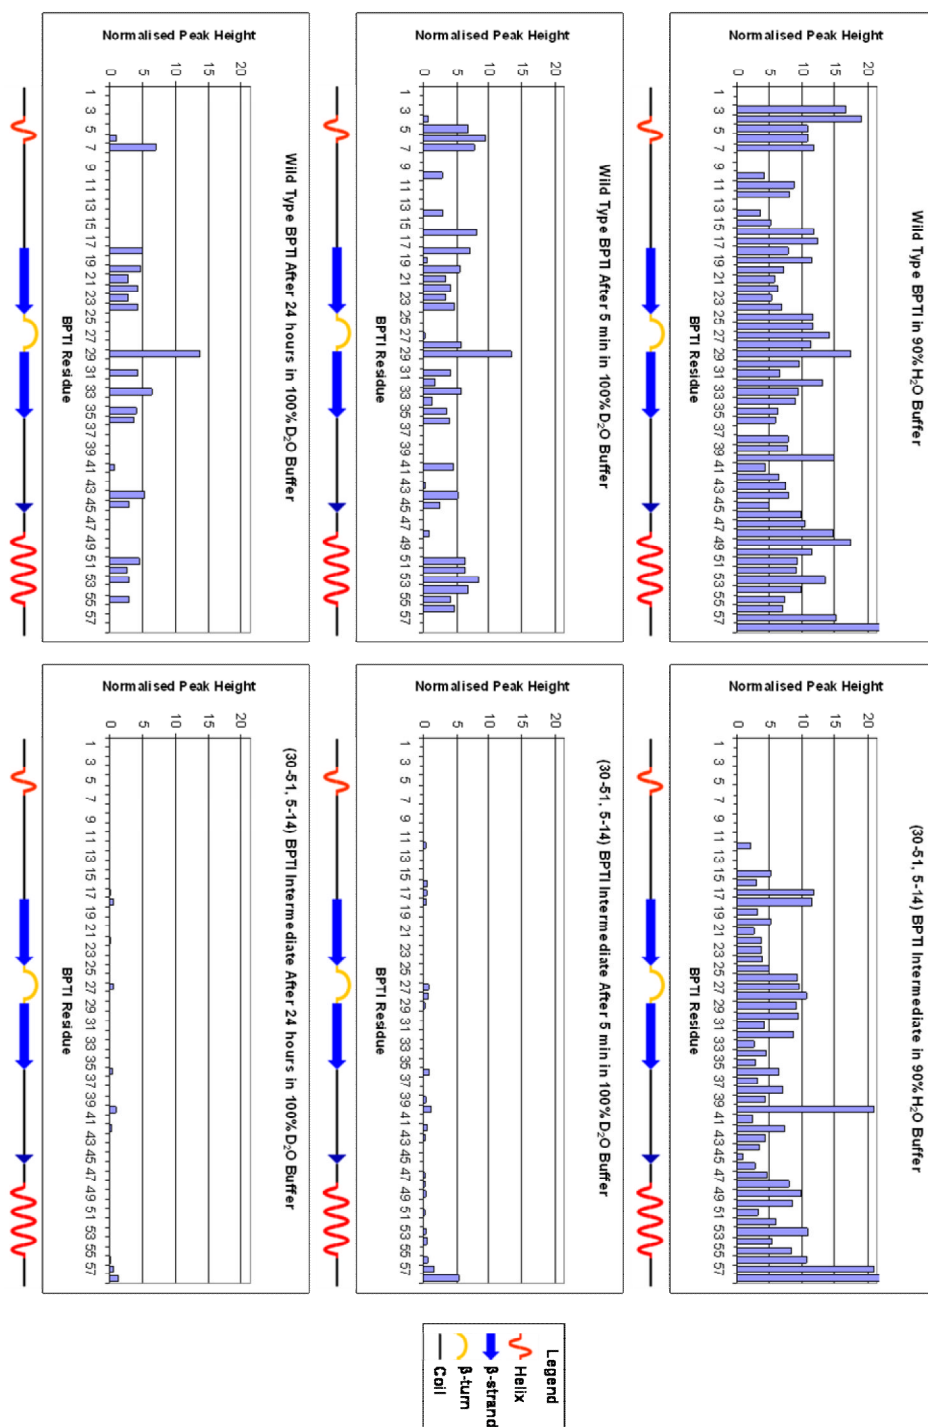 Wild Type BPTI in 90% H₂O Buffer
Normalised Peak Height
20
15
10
5
0
1 3 5 7 9 11 13 15 17 19 21 23 25 27 29 31 33 35 37 39 41 43 45 47 49 51 53 55 57
BPTI Residue
(30-51, 5-14) BPTI Intermediate in 90% H₂O Buffer
Normalised Peak Height
20
15
10
5
0
1 3 5 7 9 11 13 15 17 19 21 23 25 27 29 31 33 35 37 39 41 43 45 47 49 51 53 55 57
BPTI Residue
Wild Type BPTI After 5 min in 100% D₂O Buffer
Normalised Peak Height
20
15
10
5
0
1 3 5 7 9 11 13 15 17 19 21 23 25 27 29 31 33 35 37 39 41 43 45 47 49 51 53 55 57
BPTI Residue
(30-51, 5-14) BPTI Intermediate After 5 min in 100% D₂O Buffer
Normalised Peak Height
20
15
10
5
0
1 3 5 7 9 11 13 15 17 19 21 23 25 27 29 31 33 35 37 39 41 43 45 47 49 51 53 55 57
BPTI Residue
Legend
Helix
β-strand
β-turn
Coil
Wild Type BPTI After 24 hours in 100% D₂O Buffer
Normalised Peak Height
20
15
10
5
0
1 3 5 7 9 11 13 15 17 19 21 23 25 27 29 31 33 35 37 39 41 43 45 47 49 51 53 55 57
BPTI Residue
(30-51, 5-14) BPTI Intermediate After 24 hours in 100% D₂O Buffer
Normalised Peak Height
20
15
10
5
0
1 3 5 7 9 11 13 15 17 19 21 23 25 27 29 31 33 35 37 39 41 43 45 47 49 51 53 55 57
BPTI Residue